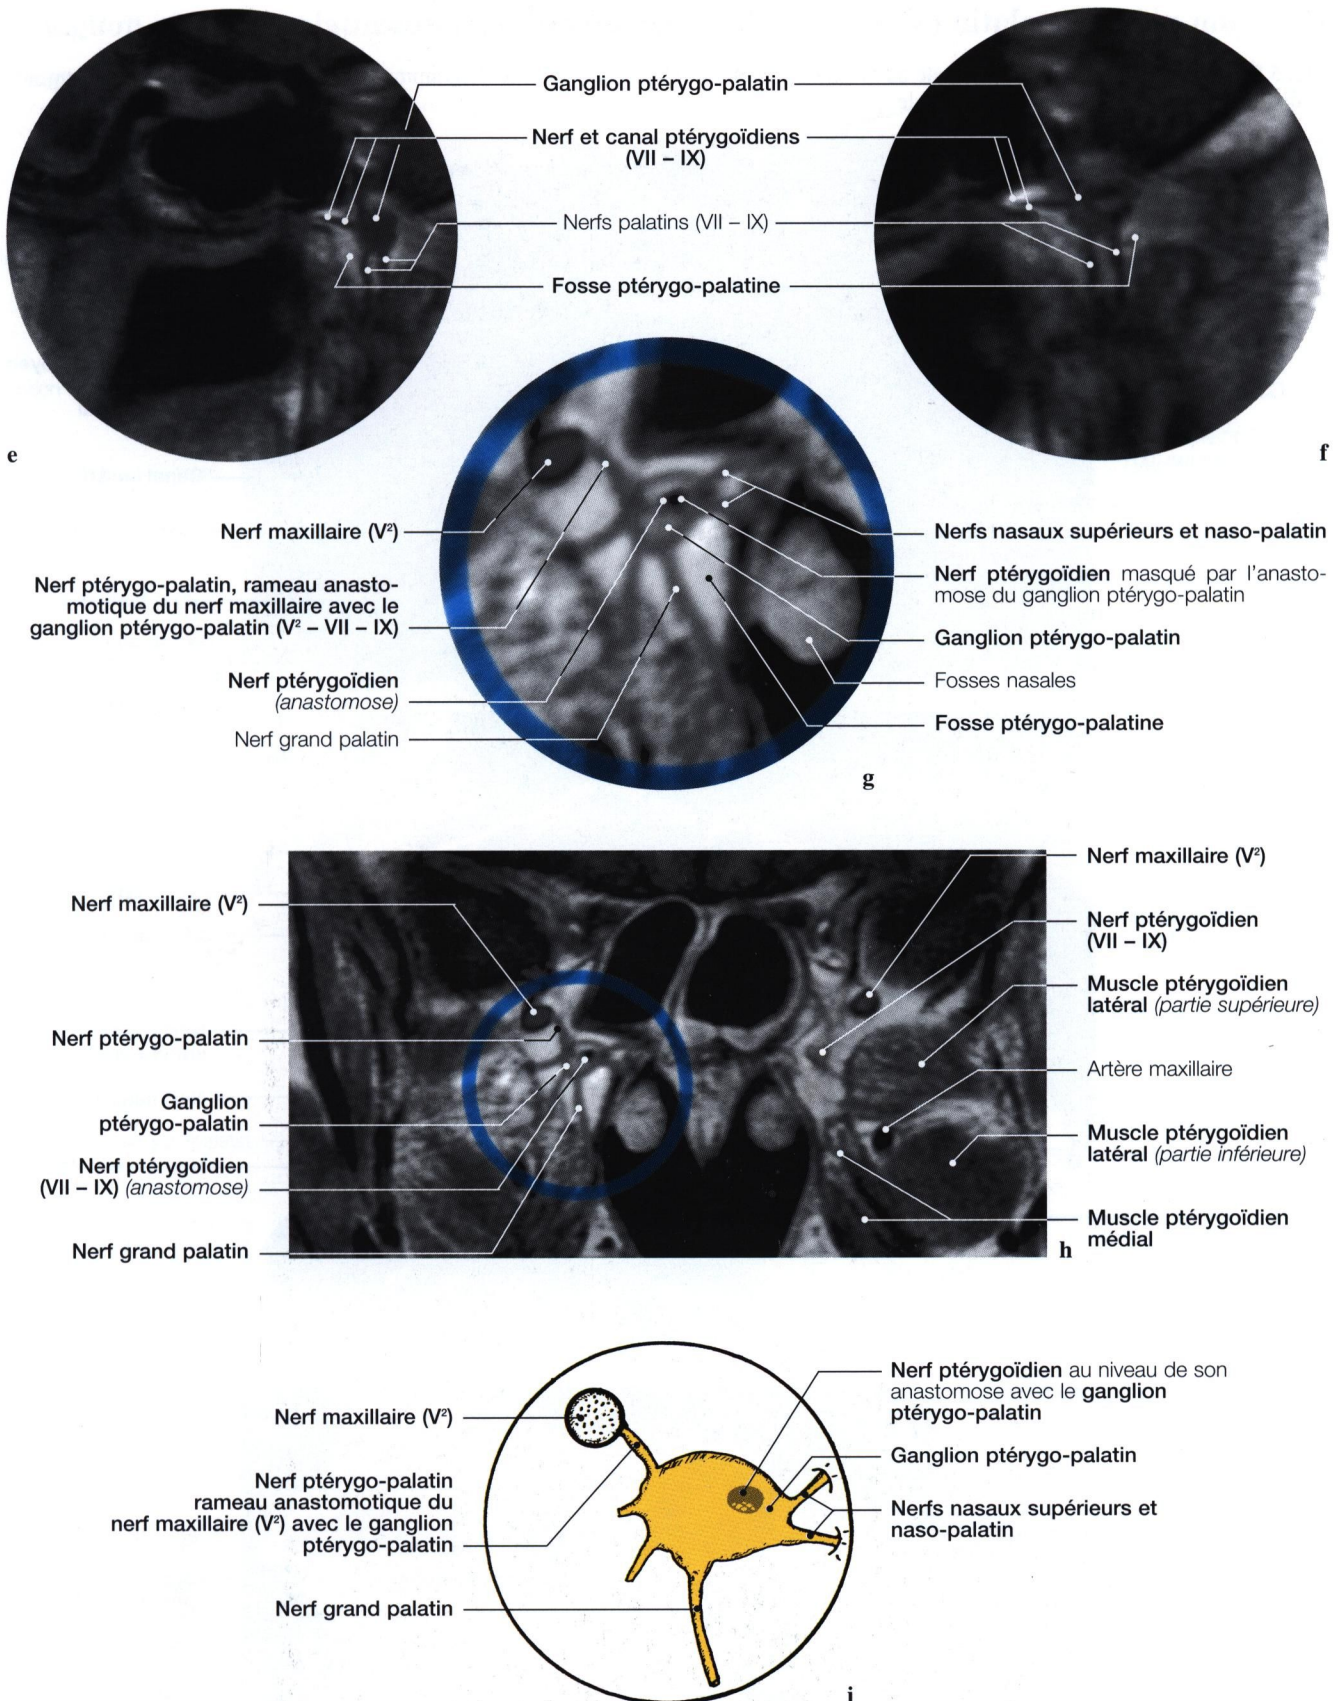 Ganglion ptérygo-palatin
Nerf et canal ptérygoïdiens
(VII – IX)
Nerfs palatins (VII – IX)
Fosse ptérygo-palatine
e
f
Nerf maxillaire (V²)
Nerf ptérygo-palatin, rameau anasto-
motique du nerf maxillaire avec le
ganglion ptérygo-palatin (V² – VII – IX)
Nerf ptérygoïdien
(anastomose)
Nerf grand palatin
Nerfs nasaux supérieurs et naso-palatin
Nerf ptérygoïdien masqué par l'anasto-
mose du ganglion ptérygo-palatin
Ganglion ptérygo-palatin
Fosses nasales
Fosse ptérygo-palatine
g
Nerf maxillaire (V²)
Nerf ptérygo-palatin
Ganglion
ptérygo-palatin
Nerf ptérygoïdien
(VII – IX) (anastomose)
Nerf grand palatin
Nerf maxillaire (V²)
Nerf ptérygoïdien
(VII – IX)
Muscle ptérygoïdien
latéral (partie supérieure)
Artère maxillaire
Muscle ptérygoïdien
latéral (partie inférieure)
Muscle ptérygoïdien
médial
h
Nerf maxillaire (V²)
Nerf ptérygo-palatin
rameau anastomotique du
nerf maxillaire (V²) avec le ganglion
ptérygo-palatin
Nerf grand palatin
Nerf ptérygoïdien au niveau de son
anastomose avec le ganglion
ptérygo-palatin
Ganglion ptérygo-palatin
Nerfs nasaux supérieurs et
naso-palatin
i